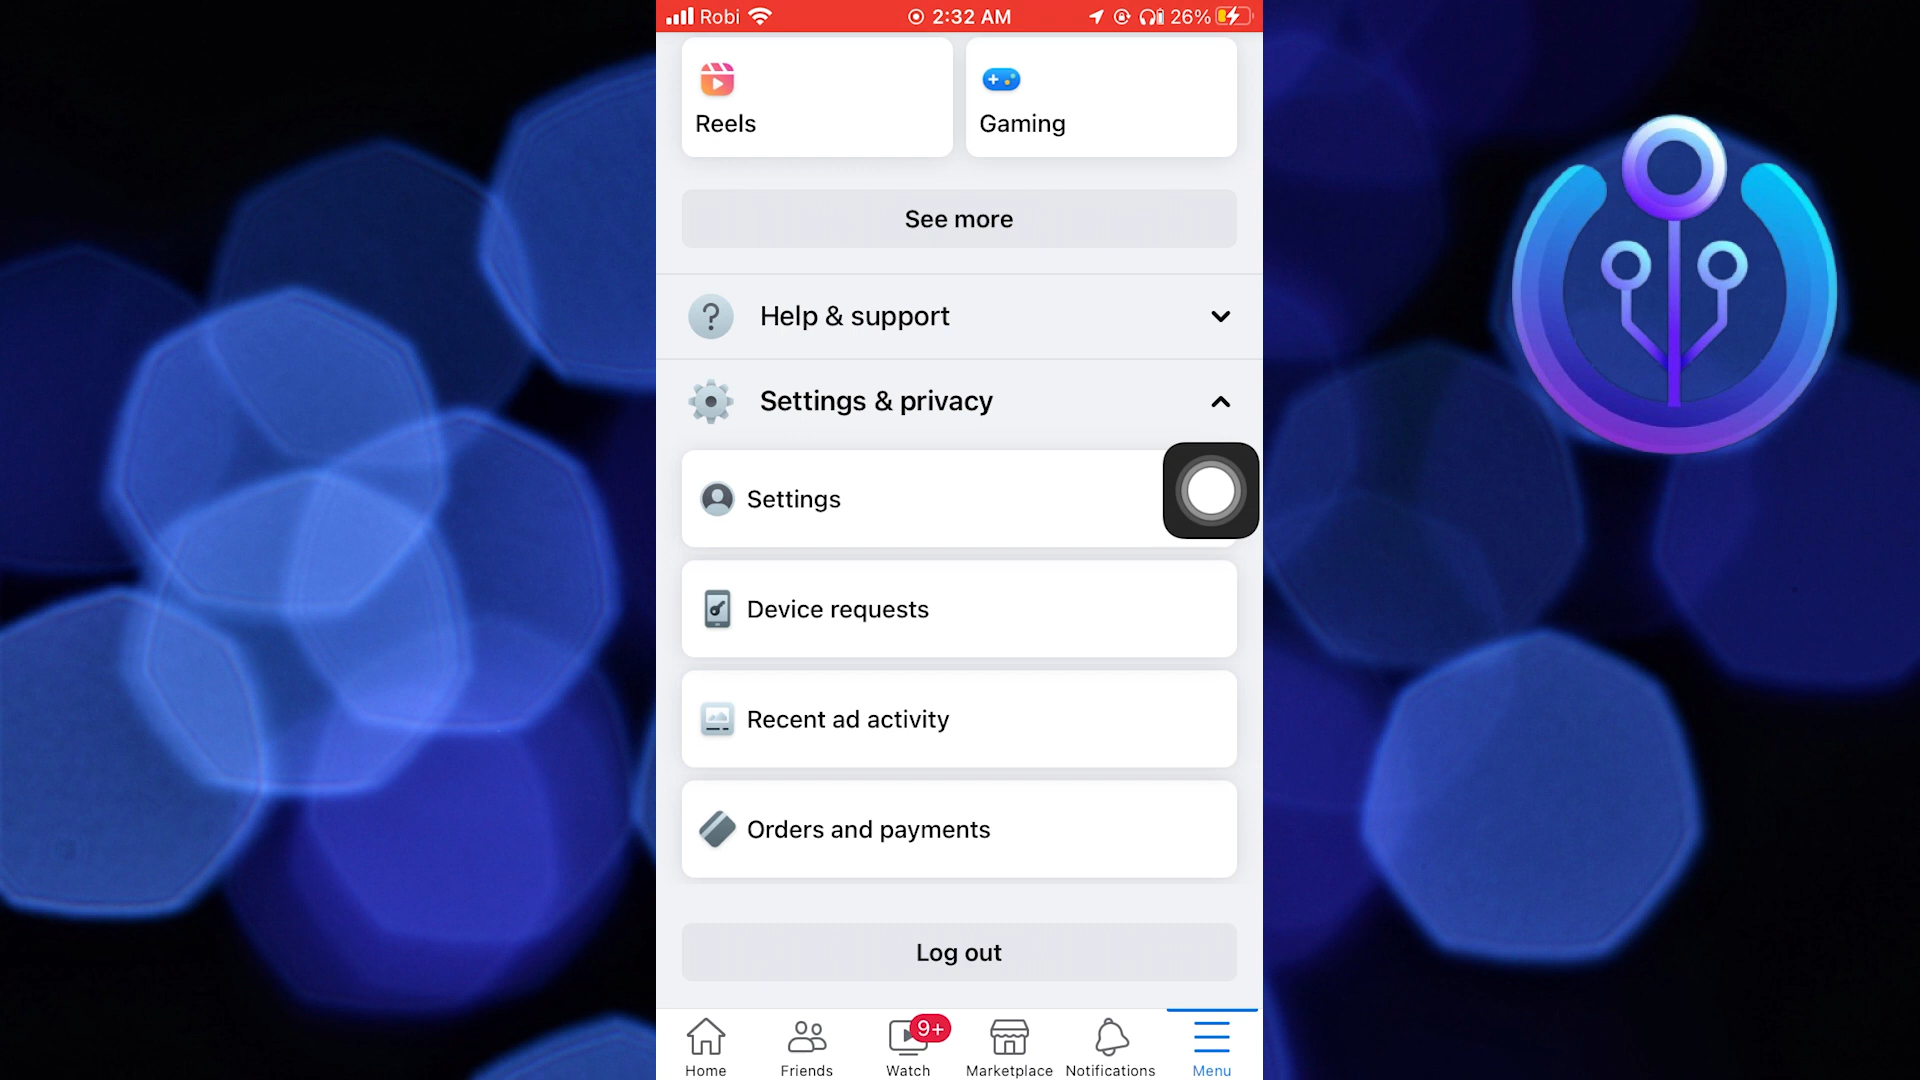 Robi 2:32 AM 26%
Reels
Gaming
See more
Help & support
Settings & privacy
Settings
Device requests
Recent ad activity
Orders and payments
Log out
9+
Home Friends Watch Marketplace Notifications Menu